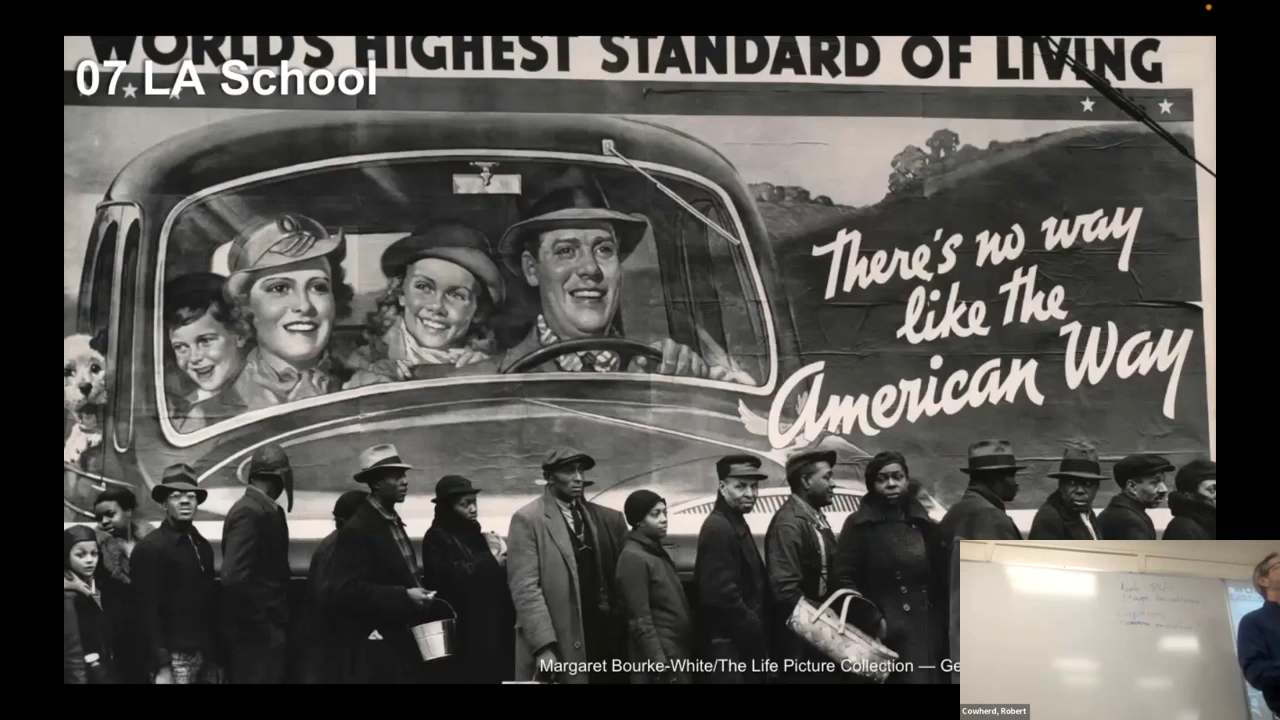 WORLD'S HIGHEST STANDARD OF LIVING
07 LA School
There's no way
like the
American Way
Margaret Bourke-White/The Life Picture Collection — Ge
Cowherd, Robert